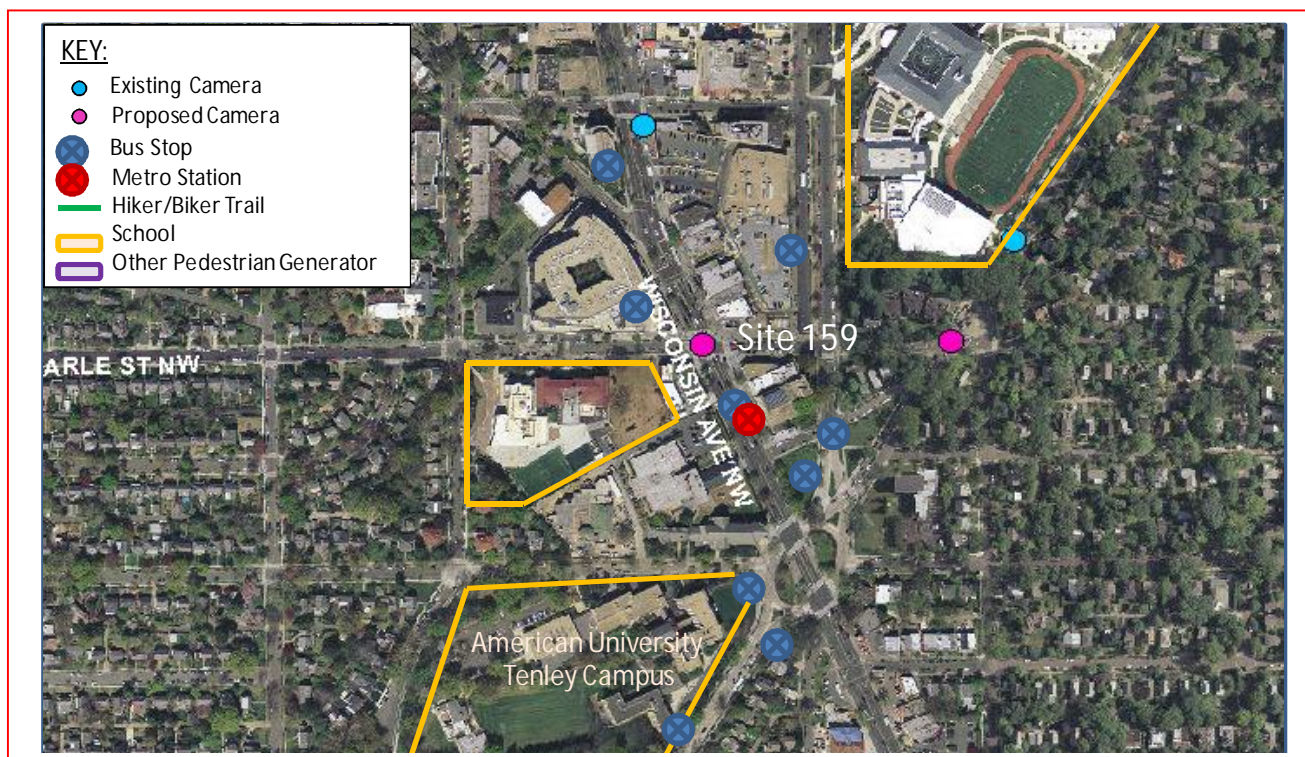 KEY:
Existing Camera
Proposed Camera
Bus Stop
Metro Station
Hiker/Biker Trail
School
Other Pedestrian Generator
WISCONSIN AVE NW
Site 159
ARLE ST NW
American University
Tenley Campus